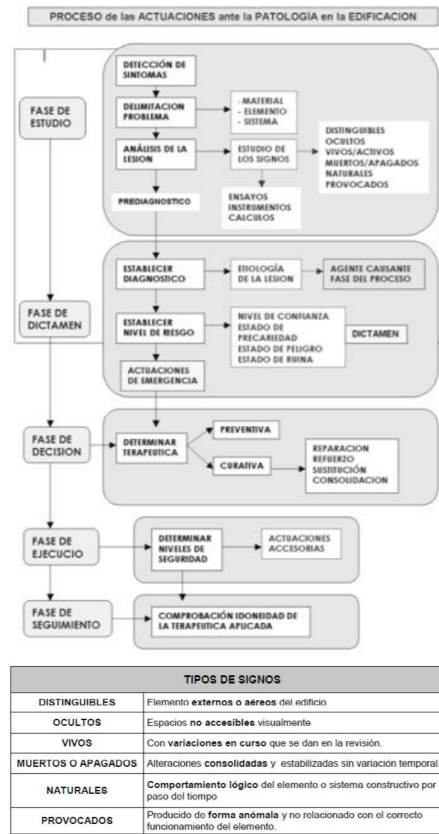 PROCESO de las ACTUACIONES ante la PATOLOGÍA en la EDIFICACION
FASE DE
ESTUDIO
DETECCIÓN DE
SINTOMAS
DELIMITACION
PROBLEMA
- MATERIAL
- ELEMENTO
- SISTEMA
ANÁLISIS DE LA
LESION
ESTUDIO DE
LOS SIGNOS
DISTINGUIBLES
OCULTOS
VIVOS/ACTIVOS
MUERTOS/APAGADOS
NATURALES
PROVOCADOS
PREDIAGNOSTICO
ENSAYOS
INSTRUMENTOS
CALCULOS
FASE DE
DICTAMEN
ESTABLECER
DIAGNOSTICO
ETIOLOGÍA
DE LA LESION
AGENTE CAUSANTE
FASE DEL PROCESO
ESTABLECER
NIVEL DE RIESGO
NIVEL DE CONFIANZA
ESTADO DE
PRECARIEDAD
ESTADO DE PELIGRO
ESTADO DE RUINA
DICTAMEN
ACTUACIONES
DE EMERGENCIA
FASE DE
DECISION
DETERMINAR
TERAPEUTICA
PREVENTIVA
CURATIVA
REPARACION
REFUERZO
SUSTITUCIÓN
CONSOLIDACION
FASE DE
EJECUCIO
DETERMINAR
NIVELES DE
SEGURIDAD
ACTUACIONES
ACCESORIAS
FASE DE
SEGUIMIENTO
COMPROBACIÓN IDONEIDAD DE
LA TERAPEUTICA APLICADA
TIPOS DE SIGNOS
DISTINGUIBLES Elemento externos o aéreos del edificio
OCULTOS Espacios no accesibles visualmente
VIVOS Con variaciones en curso que se dan en la revisión.
MUERTOS O APAGADOS Alteraciones consolidadas y estabilizadas sin variación temporal.
NATURALES Comportamiento lógico del elemento o sistema constructivo por
paso del tiempo
PROVOCADOS Producido de forma anómala y no relacionado con el correcto
funcionamiento del elemento.